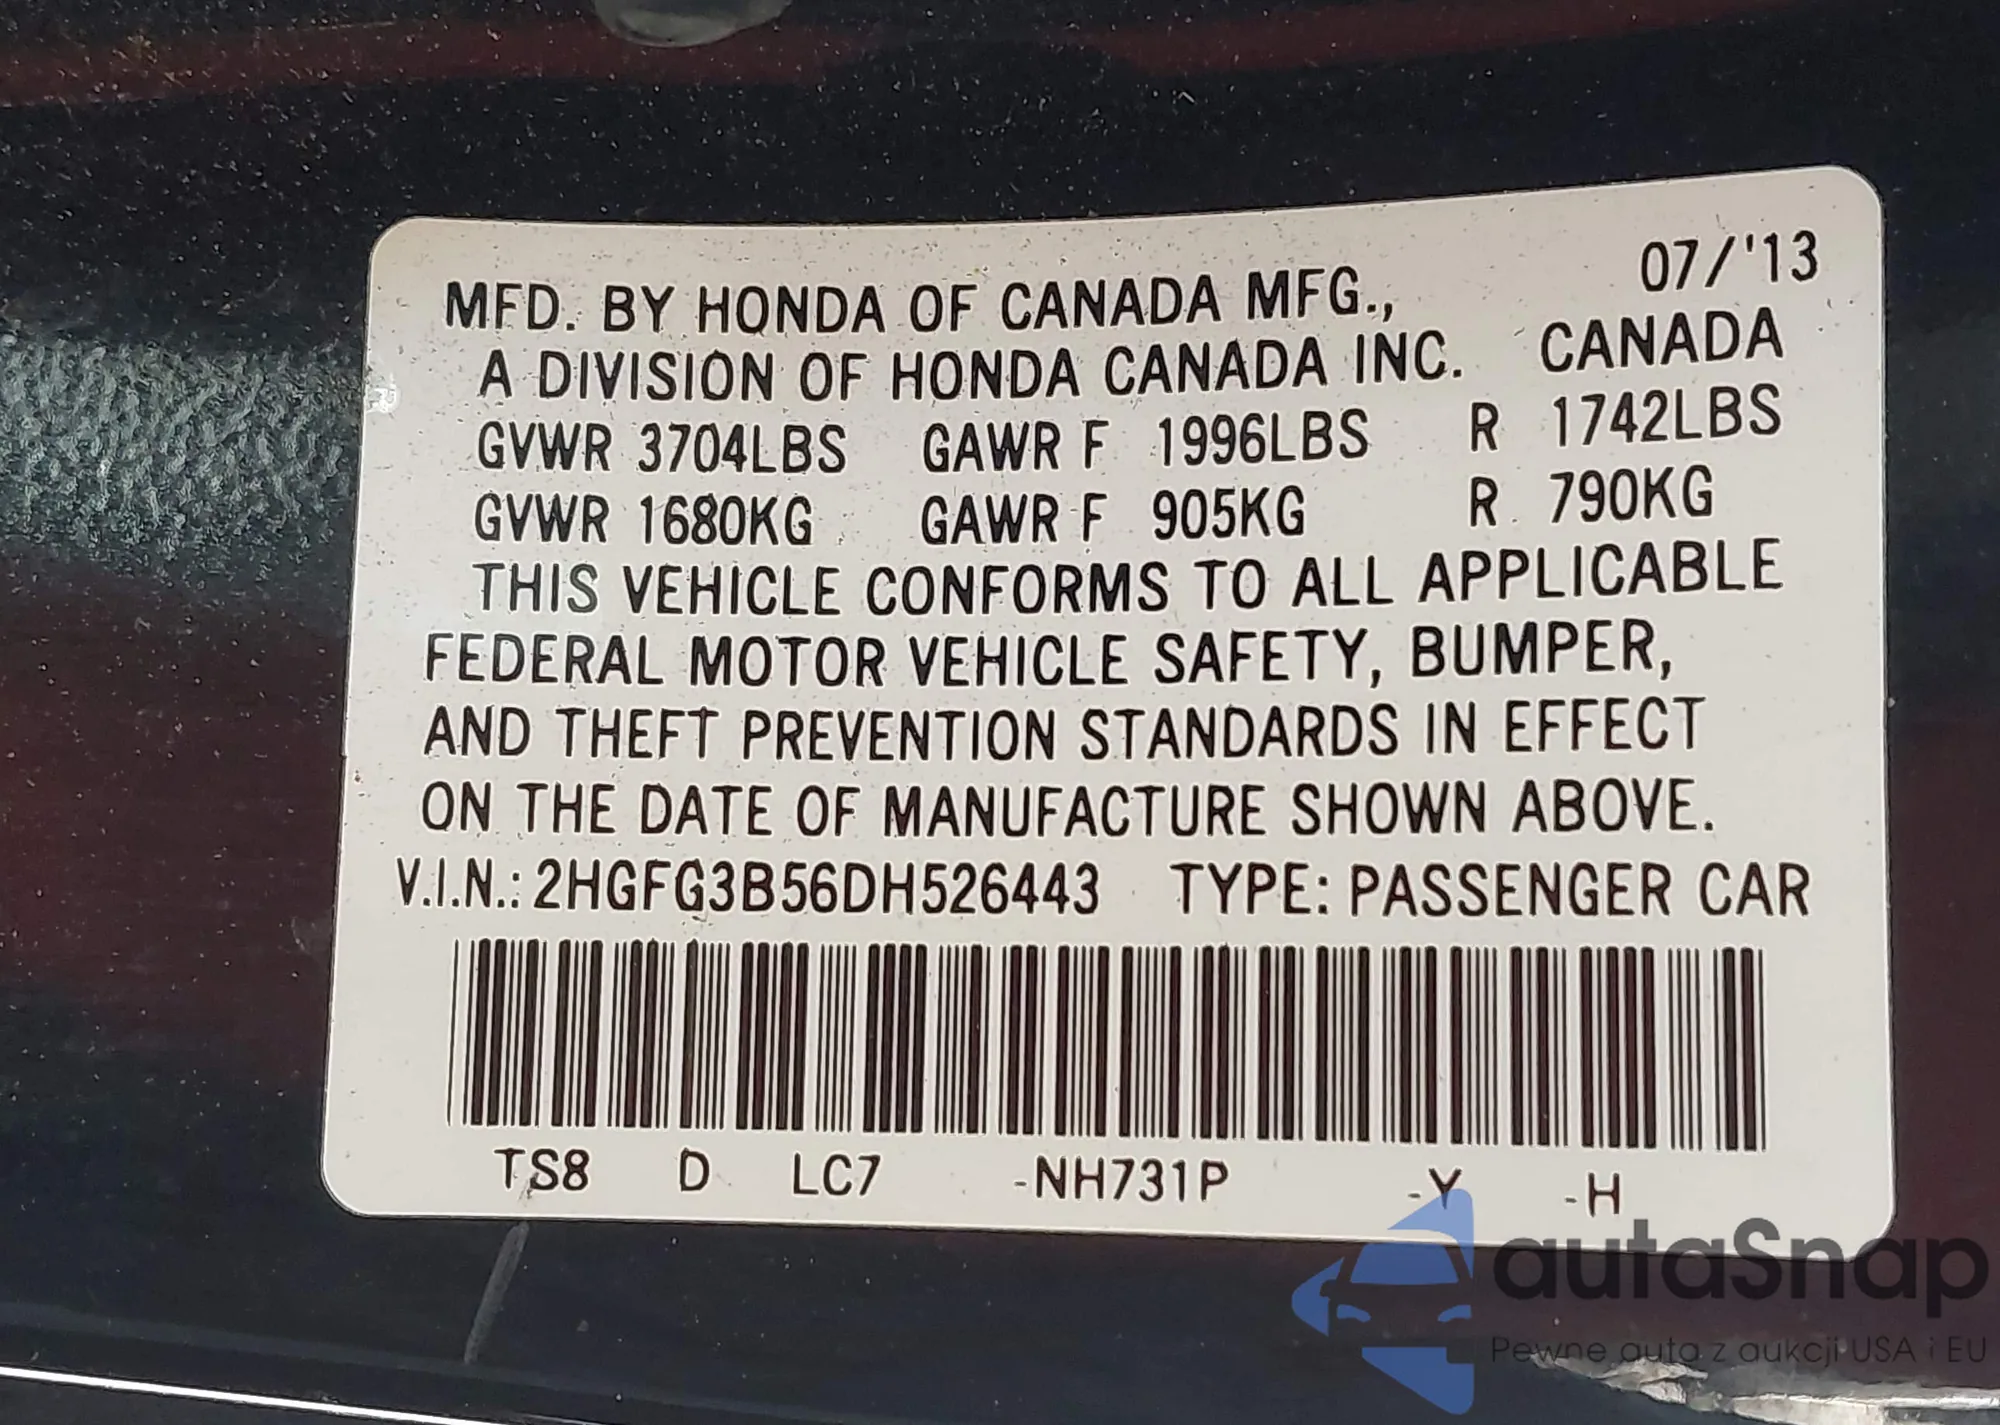 07/'13
MFD. BY HONDA OF CANADA MFG.,
A DIVISION OF HONDA CANADA INC. CANADA
GVWR 3704LBS GAWR F 1996LBS R 1742LBS
GVWR 1680KG GAWR F 905KG R 790KG
THIS VEHICLE CONFORMS TO ALL APPLICABLE
FEDERAL MOTOR VEHICLE SAFETY, BUMPER,
AND THEFT PREVENTION STANDARDS IN EFFECT
ON THE DATE OF MANUFACTURE SHOWN ABOVE.
V.I.N.: 2HGFG3B56DH526443 TYPE: PASSENGER CAR
TS8 D LC7 -NH731P -Y -H
autaSnap
Pewne auta z aukcji USA i EU